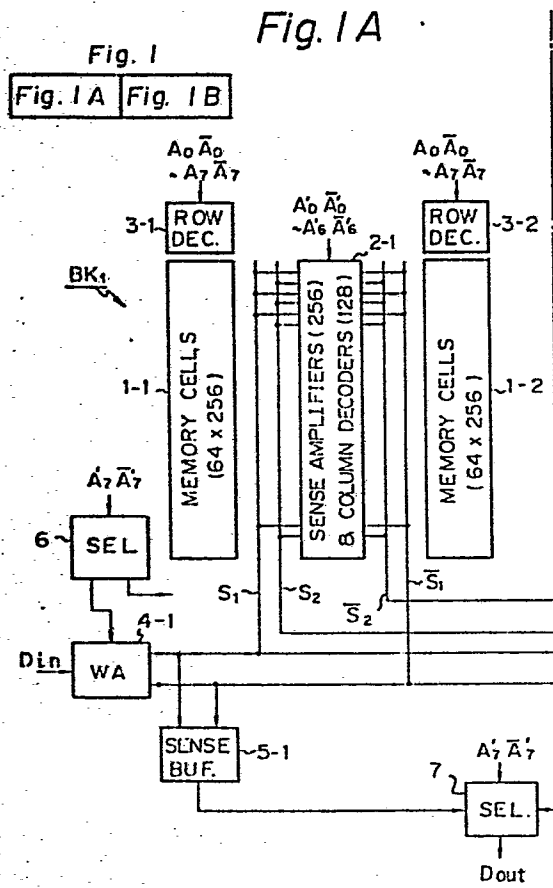 Fig. 1A
Fig. 1
Fig. 1A Fig. 1B
A0 Ā0
~A7 Ā7
3-1
ROW
DEC.
A'0 Ā'0
~A'6 Ā'6
2-1
A0 Ā0
~A7 Ā7
ROW
DEC.
3-2
BK1
1-1
MEMORY CELLS
(64 x 256)
SENSE AMPLIFIERS (256)
& COLUMN DECODERS (128)
MEMORY CELLS
(64 x 256)
1-2
A'7 Ā'7
6
SEL.
S1
S2
S̄2
S̄1
4-1
Din
WA
SENSE
BUF.
5-1
A'7 Ā'7
7
SEL.
Dout